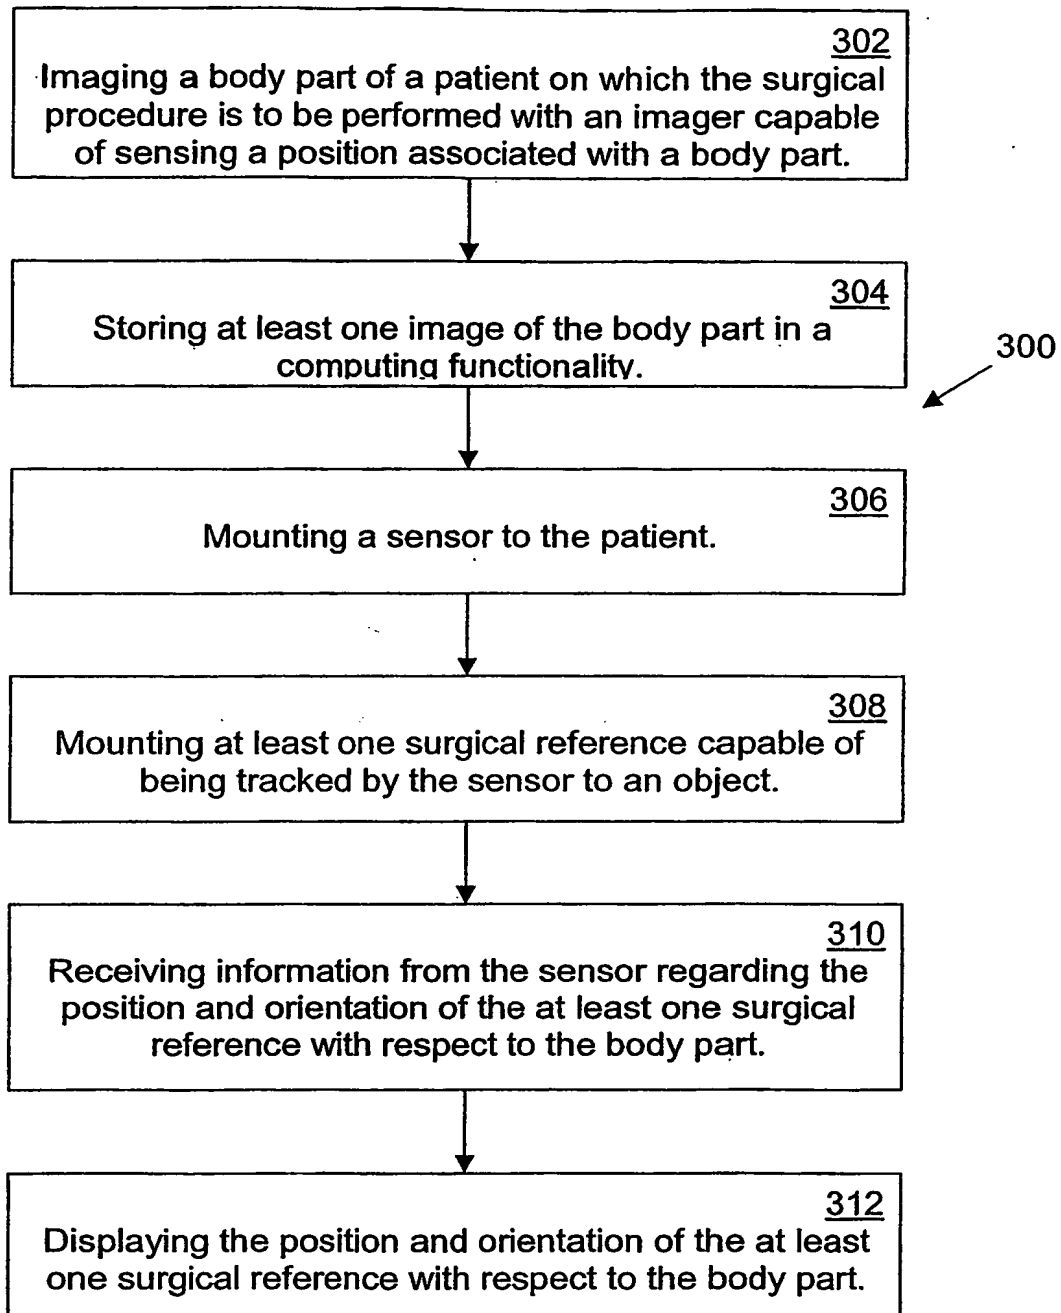 302
Imaging a body part of a patient on which the surgical
procedure is to be performed with an imager capable
of sensing a position associated with a body part.
304
Storing at least one image of the body part in a
computing functionality.
300
306
Mounting a sensor to the patient.
308
Mounting at least one surgical reference capable of
being tracked by the sensor to an object.
310
Receiving information from the sensor regarding the
position and orientation of the at least one surgical
reference with respect to the body part.
312
Displaying the position and orientation of the at least
one surgical reference with respect to the body part.